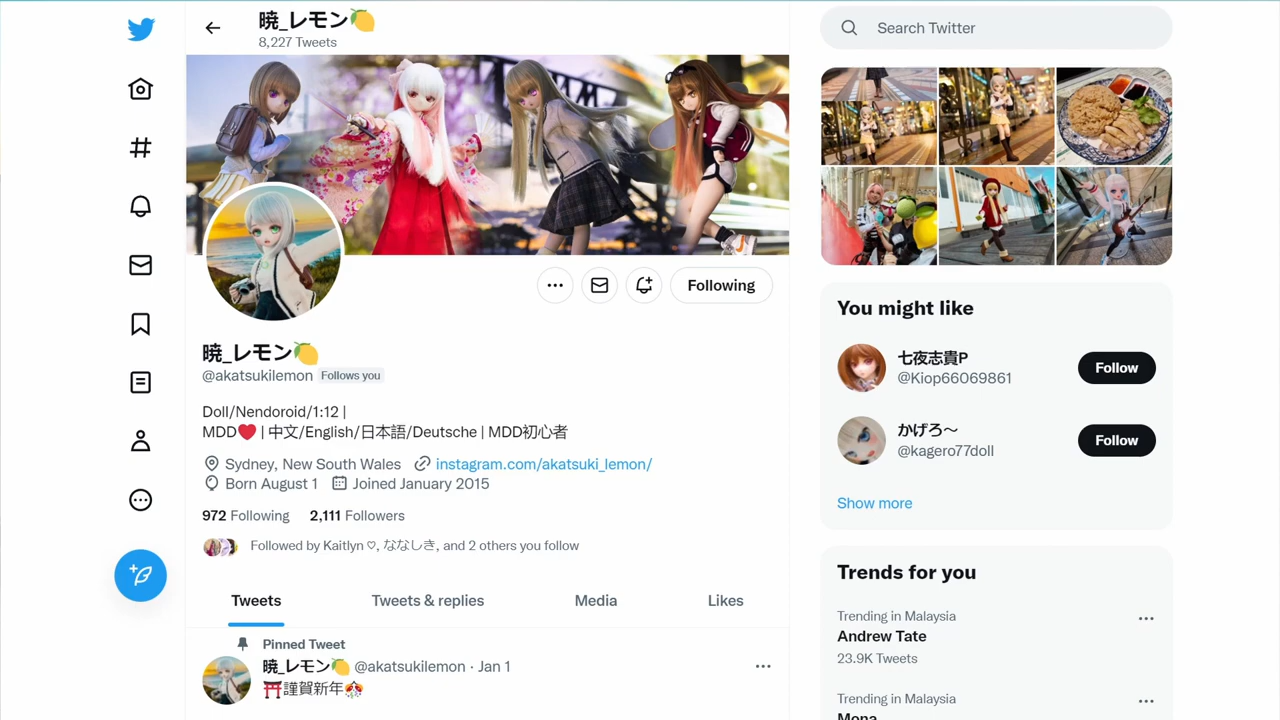 暁_レモン🍋
8,227 Tweets
Search Twitter
Following
暁_レモン🍋
@akatsukilemon Follows you
Doll/Nendoroid/1:12 |
MDD❤️ | 中文/English/日本語/Deutsche | MDD初心者
Sydney, New South Wales instagram.com/akatsuki_lemon/
Born August 1 Joined January 2015
972 Following 2,111 Followers
Followed by Kaitlyn ♡, ななしき, and 2 others you follow
Tweets Tweets & replies Media Likes
Pinned Tweet
暁_レモン🍋 @akatsukilemon · Jan 1
⛩️謹賀新年🎊
You might like
七夜志貴P
@Kiop66069861
Follow
かげろ〜
@kagero77doll
Follow
Show more
Trends for you
Trending in Malaysia
Andrew Tate
23.9K Tweets
Trending in Malaysia
Mona